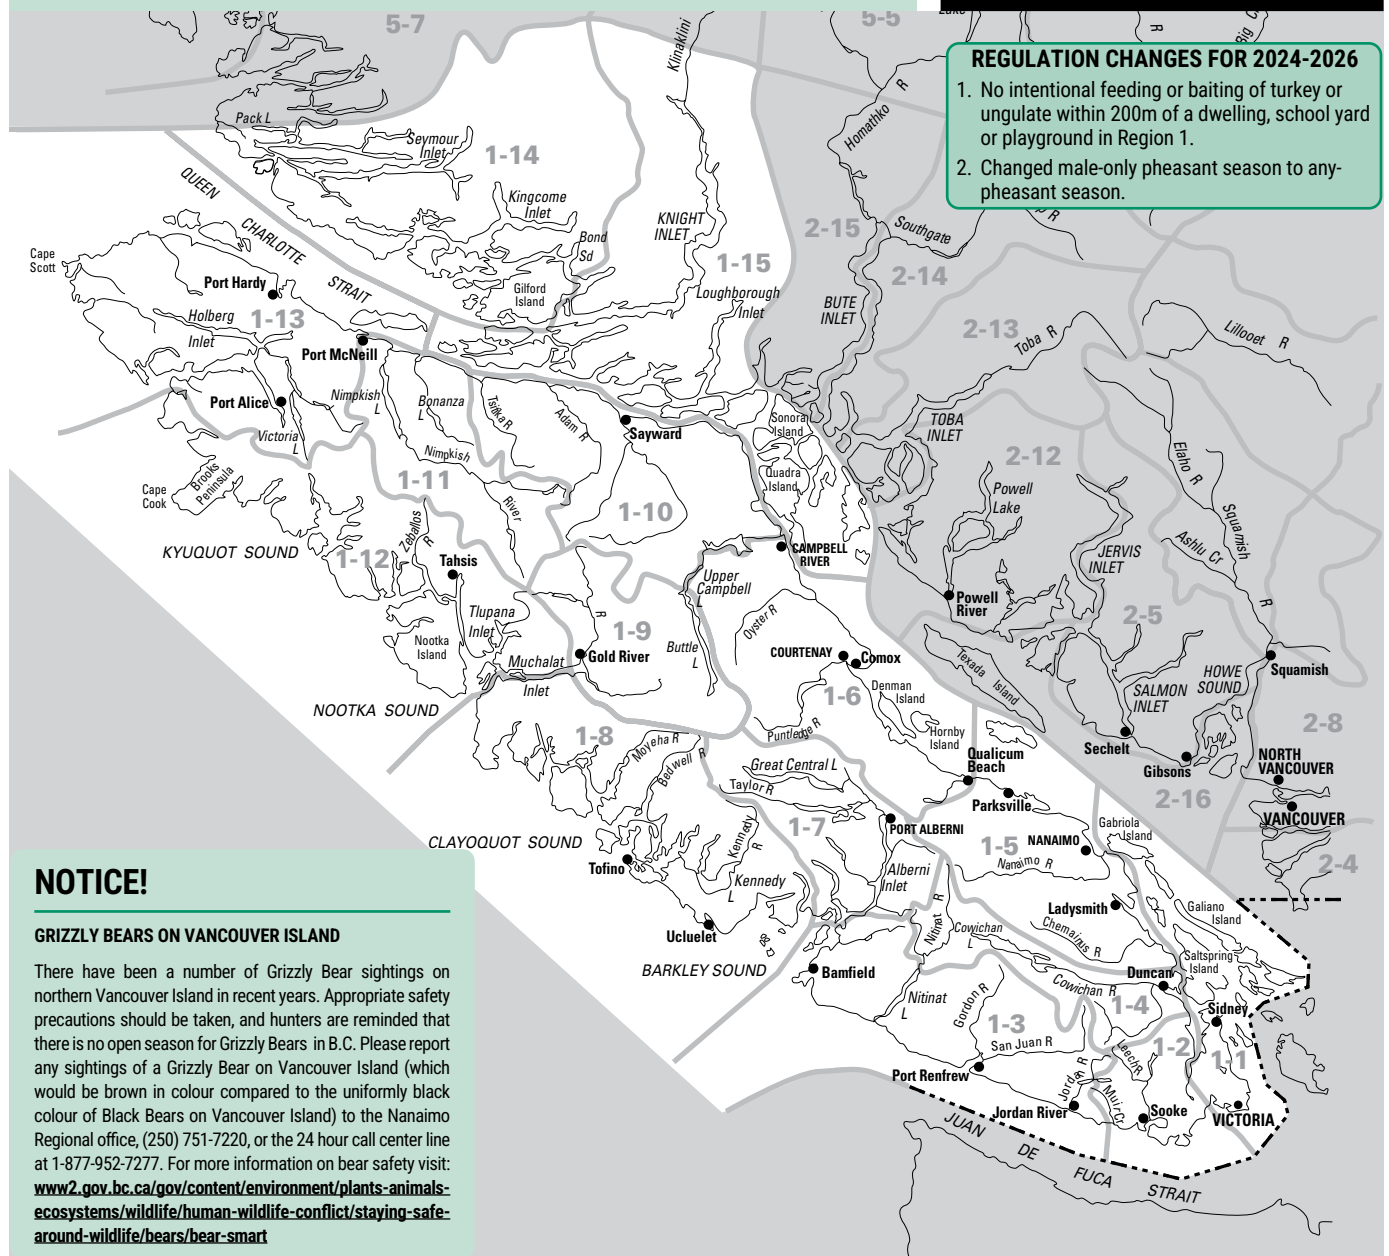 5-7
5-5
Lake
Klinaklini
R
Big C
REGULATION CHANGES FOR 2024-2026
1. No intentional feeding or baiting of turkey or
ungulate within 200m of a dwelling, school yard
or playground in Region 1.
2. Changed male-only pheasant season to any-
pheasant season.
R
Homathko R
Pack L
Seymour
Inlet
1-14
QUEEN
CHARLOTTE
STRAIT
Kingcome
Inlet
KNIGHT
INLET
Bond
Sd
Gilford
Island
1-15
Loughborough
Inlet
2-15
Southgate
2-14
BUTE
INLET
2-13
Toba R
Lillooet R
Cape
Scott
Port Hardy
Holberg
Inlet
1-13
Port McNeill
Port Alice
Victoria
L
Nimpkish
L
Bonanza
L
Tsitika R
Adam R
Sayward
Sonora
Island
Quadra
Island
TOBA
INLET
2-12
Powell
Lake
Elaho R
Squamish
R
Ashlu Cr
JERVIS
INLET
Brooks
Peninsula
Cape
Cook
Nimpkish
River
1-11
1-10
KYUQUOT SOUND
1-12
Zeballos
R
Tahsis
CAMPBELL
RIVER
Upper
Campbell
L
Powell
River
2-5
Tlupana
Inlet
Nootka
Island
R
1-9
Oyster R
Buttle
L
Gold River
Muchalat
Inlet
COURTENAY
Comox
1-6
Denman
Island
Hornby
Island
Texada Island
HOWE
SOUND
SALMON
INLET
Squamish
NOOTKA SOUND
1-8
Moyeha R
Bedwell R
Puntledge R
Great Central L
Taylor R
Qualicum
Beach
Parksville
Sechelt
Gibsons
2-8
NORTH
VANCOUVER
2-16
VANCOUVER
2-4
CLAYOQUOT SOUND
Tofino
Kennedy
R
Kennedy
L
1-7
PORT ALBERNI
Alberni
Inlet
1-5
NANAIMO
Nanaimo R
Gabriola
Island
Galiano
Island
Ladysmith
Chemainus R
Ucluelet
BARKLEY SOUND
Bamfield
Nitinat R
Cowichan
L
Nitinat
L
Duncan
Saltspring
Island
Cowichan R
1-4
Sidney
Gordon R
1-3
San Juan R
Leech R
1-2
1-1
Port Renfrew
Jordan R
Muir Cr
Jordan River
Sooke
VICTORIA
JUAN DE FUCA STRAIT
NOTICE!
GRIZZLY BEARS ON VANCOUVER ISLAND
There have been a number of Grizzly Bear sightings on
northern Vancouver Island in recent years. Appropriate safety
precautions should be taken, and hunters are reminded that
there is no open season for Grizzly Bears in B.C. Please report
any sightings of a Grizzly Bear on Vancouver Island (which
would be brown in colour compared to the uniformly black
colour of Black Bears on Vancouver Island) to the Nanaimo
Regional office, (250) 751-7220, or the 24 hour call center line
at 1-877-952-7277. For more information on bear safety visit:
www2.gov.bc.ca/gov/content/environment/plants-animals-
ecosystems/wildlife/human-wildlife-conflict/staying-safe-
around-wildlife/bears/bear-smart